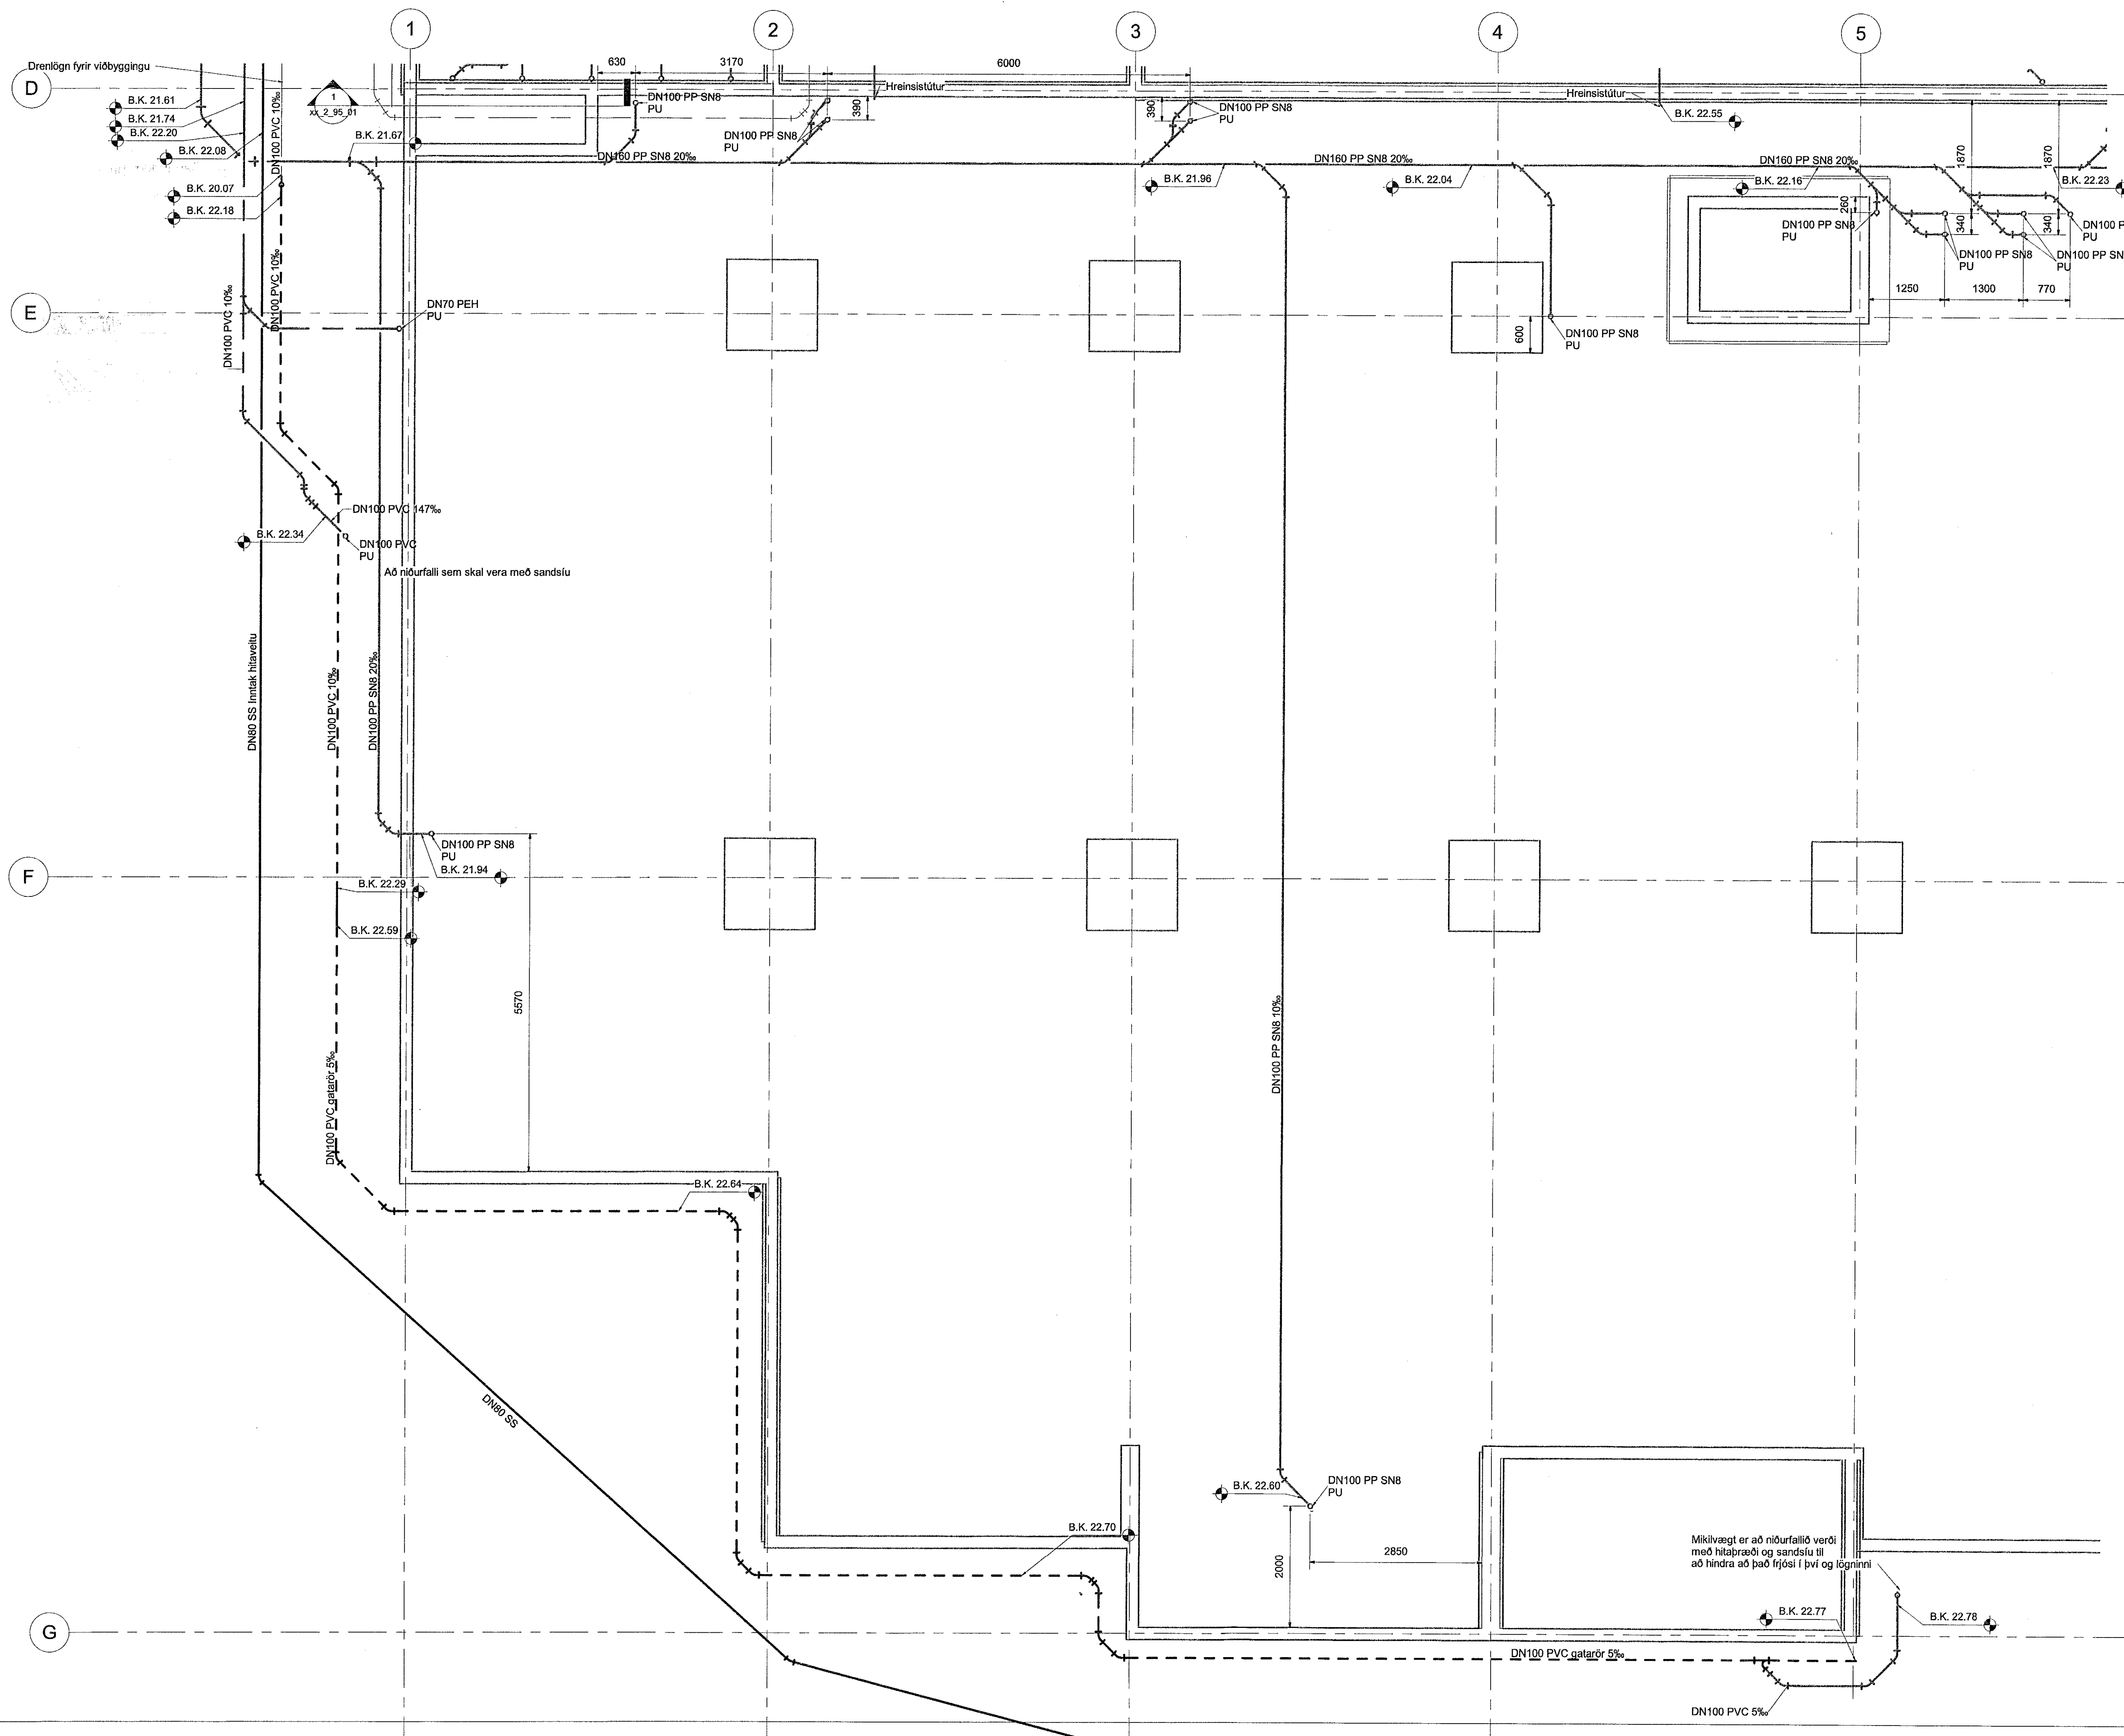 1
2
3
4
5
Drenlögn fyrir viðbyggingu
D
630
3170
6000
Hreinsistútur
Hreinsistútur
B.K. 21.61
B.K. 21.74
B.K. 22.20
B.K. 22.08
B.K. 20.07
B.K. 22.18
DN100 PVC 10‰
1
xx_2_95_01
B.K. 21.67
DN100 PP SN8
PU
DN100 PP SN8
PU
390
390
DN100 PP SN8
PU
DN160 PP SN8 20‰
DN160 PP SN8 20‰
DN160 PP SN8 20‰
B.K. 22.55
B.K. 21.96
B.K. 22.04
B.K. 22.16
B.K. 22.23
1870
1870
260
340
340
DN100 PP SN8
PU
DN100 PP SN8
PU
DN100 PP SN
PU
DN100 P
PU
1250
1300
770
E
DN100 PVC 10‰
DN100 PVC 10‰
DN70 PEH
PU
600
DN100 PP SN8
PU
DN100 PVC 147‰
B.K. 22.34
DN100 PVC
PU
Að niðurfalli sem skal vera með sandsíu
DN80 SS Inntak hitaveitu
DN100 PVC 10‰
DN100 PP SN8 20‰
DN100 PP SN8
PU
B.K. 21.94
F
B.K. 22.29
B.K. 22.59
5570
DN100 PP SN8 10‰
DN100 PVC gatarör 5‰
B.K. 22.64
DN80 SS
B.K. 22.60
DN100 PP SN8
PU
B.K. 22.70
2000
2850
Mikilvægt er að niðurfallið verði
með hitaþræði og sandsíu til
að hindra að það frjósi í því og lögninni
B.K. 22.77
B.K. 22.78
G
DN100 PVC gatarör 5‰
DN100 PVC 5‰